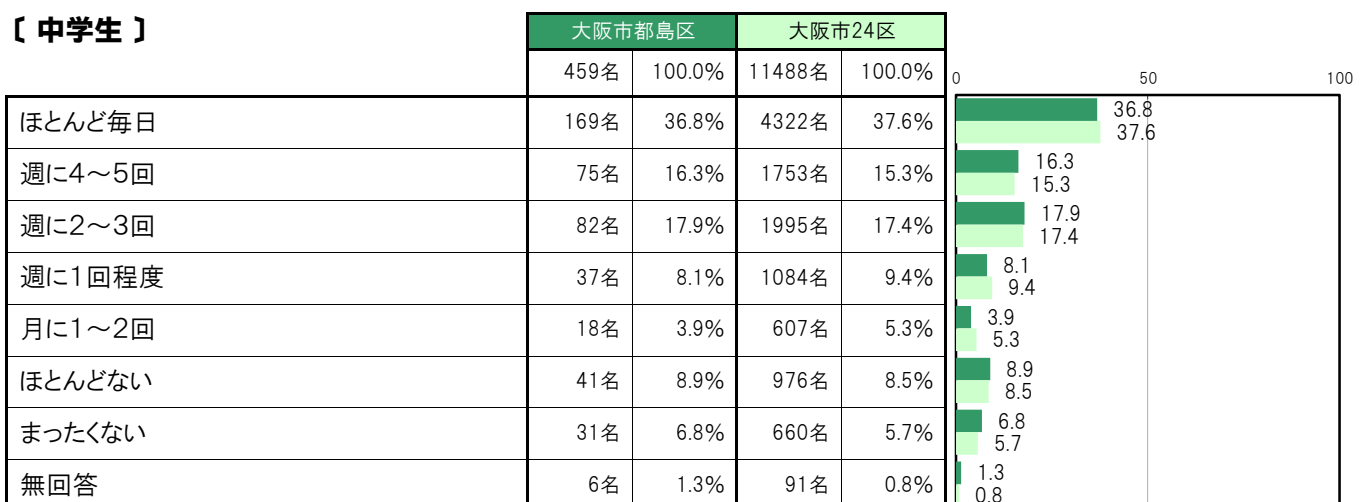 〔 中学生 〕
大阪市都島区 大阪市24区
459名 100.0% 11488名 100.0%
0 50 100
ほとんど毎日 169名 36.8% 4322名 37.6%
36.8
37.6
週に4～5回 75名 16.3% 1753名 15.3%
16.3
15.3
週に2～3回 82名 17.9% 1995名 17.4%
17.9
17.4
週に1回程度 37名 8.1% 1084名 9.4%
8.1
9.4
月に1～2回 18名 3.9% 607名 5.3%
3.9
5.3
ほとんどない 41名 8.9% 976名 8.5%
8.9
8.5
まったくない 31名 6.8% 660名 5.7%
6.8
5.7
無回答 6名 1.3% 91名 0.8%
1.3
0.8